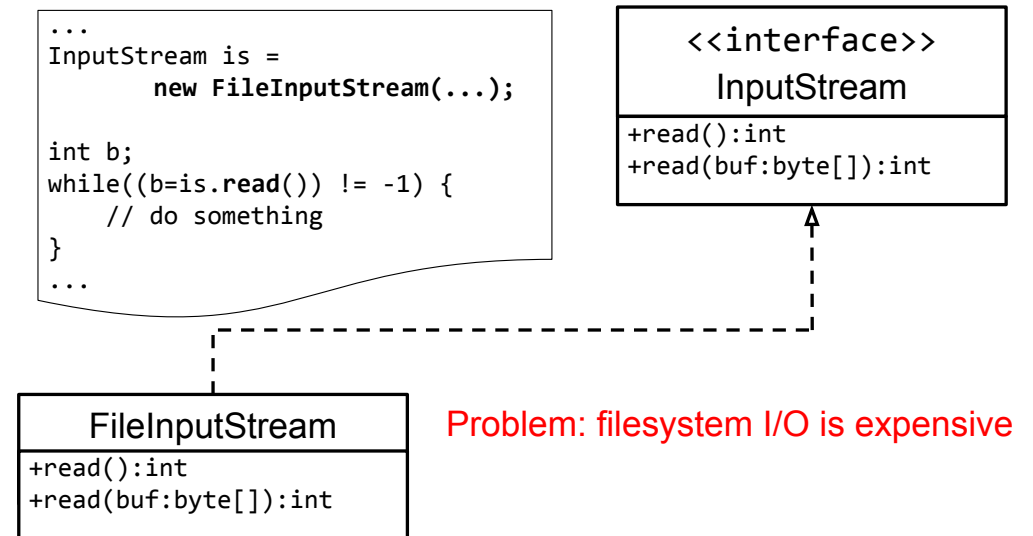 ...
InputStream is =
        new FileInputStream(...);

int b;
while((b=is.read()) != -1) {
    // do something
}
...
<<interface>>
InputStream
+read():int
+read(buf:byte[]):int
FileInputStream
+read():int
+read(buf:byte[]):int
Problem: filesystem I/O is expensive